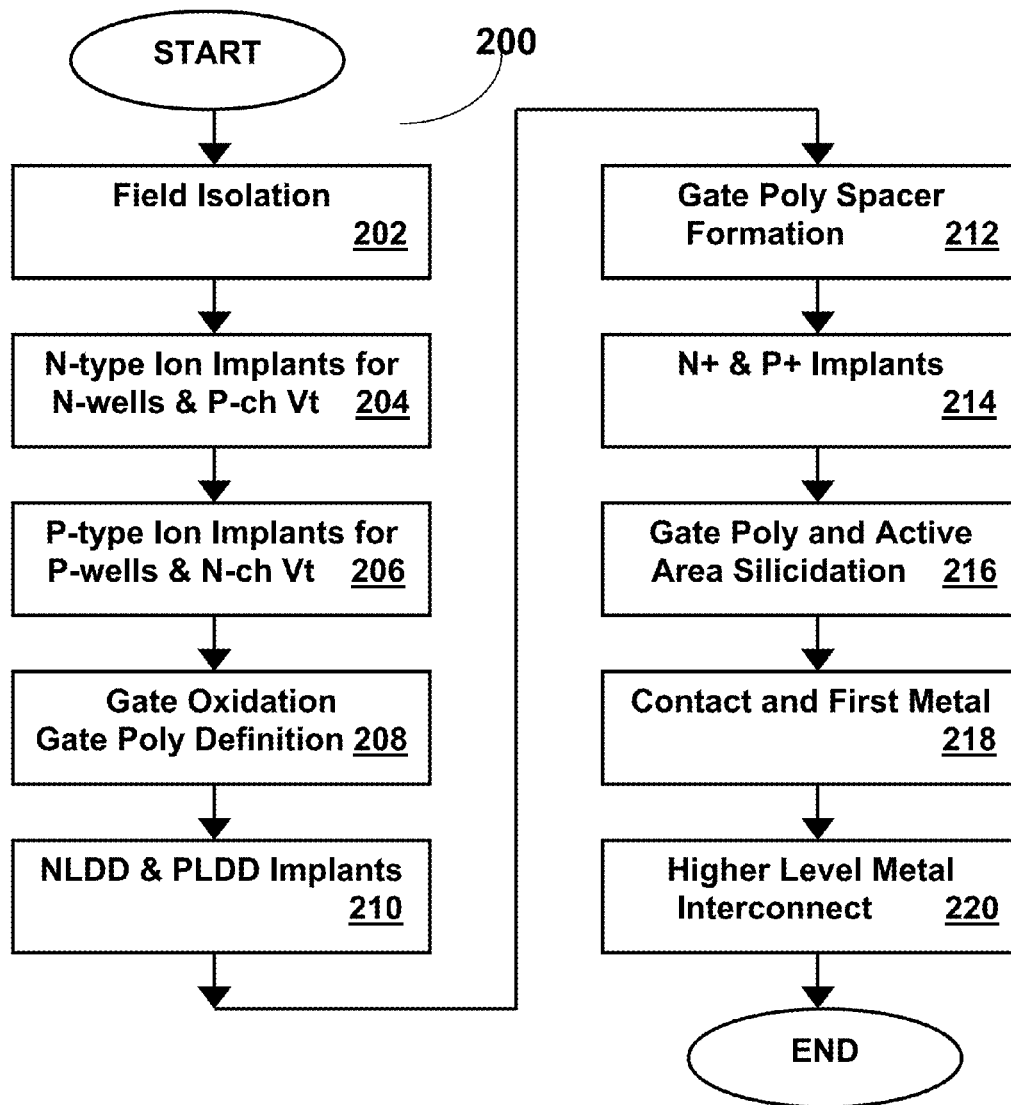 START
200
Field Isolation
202
N-type Ion Implants for
N-wells & P-ch Vt 204
P-type Ion Implants for
P-wells & N-ch Vt 206
Gate Oxidation
Gate Poly Definition 208
NLDD & PLDD Implants
210
Gate Poly Spacer
Formation 212
N+ & P+ Implants
214
Gate Poly and Active
Area Silicidation 216
Contact and First Metal
218
Higher Level Metal
Interconnect 220
END